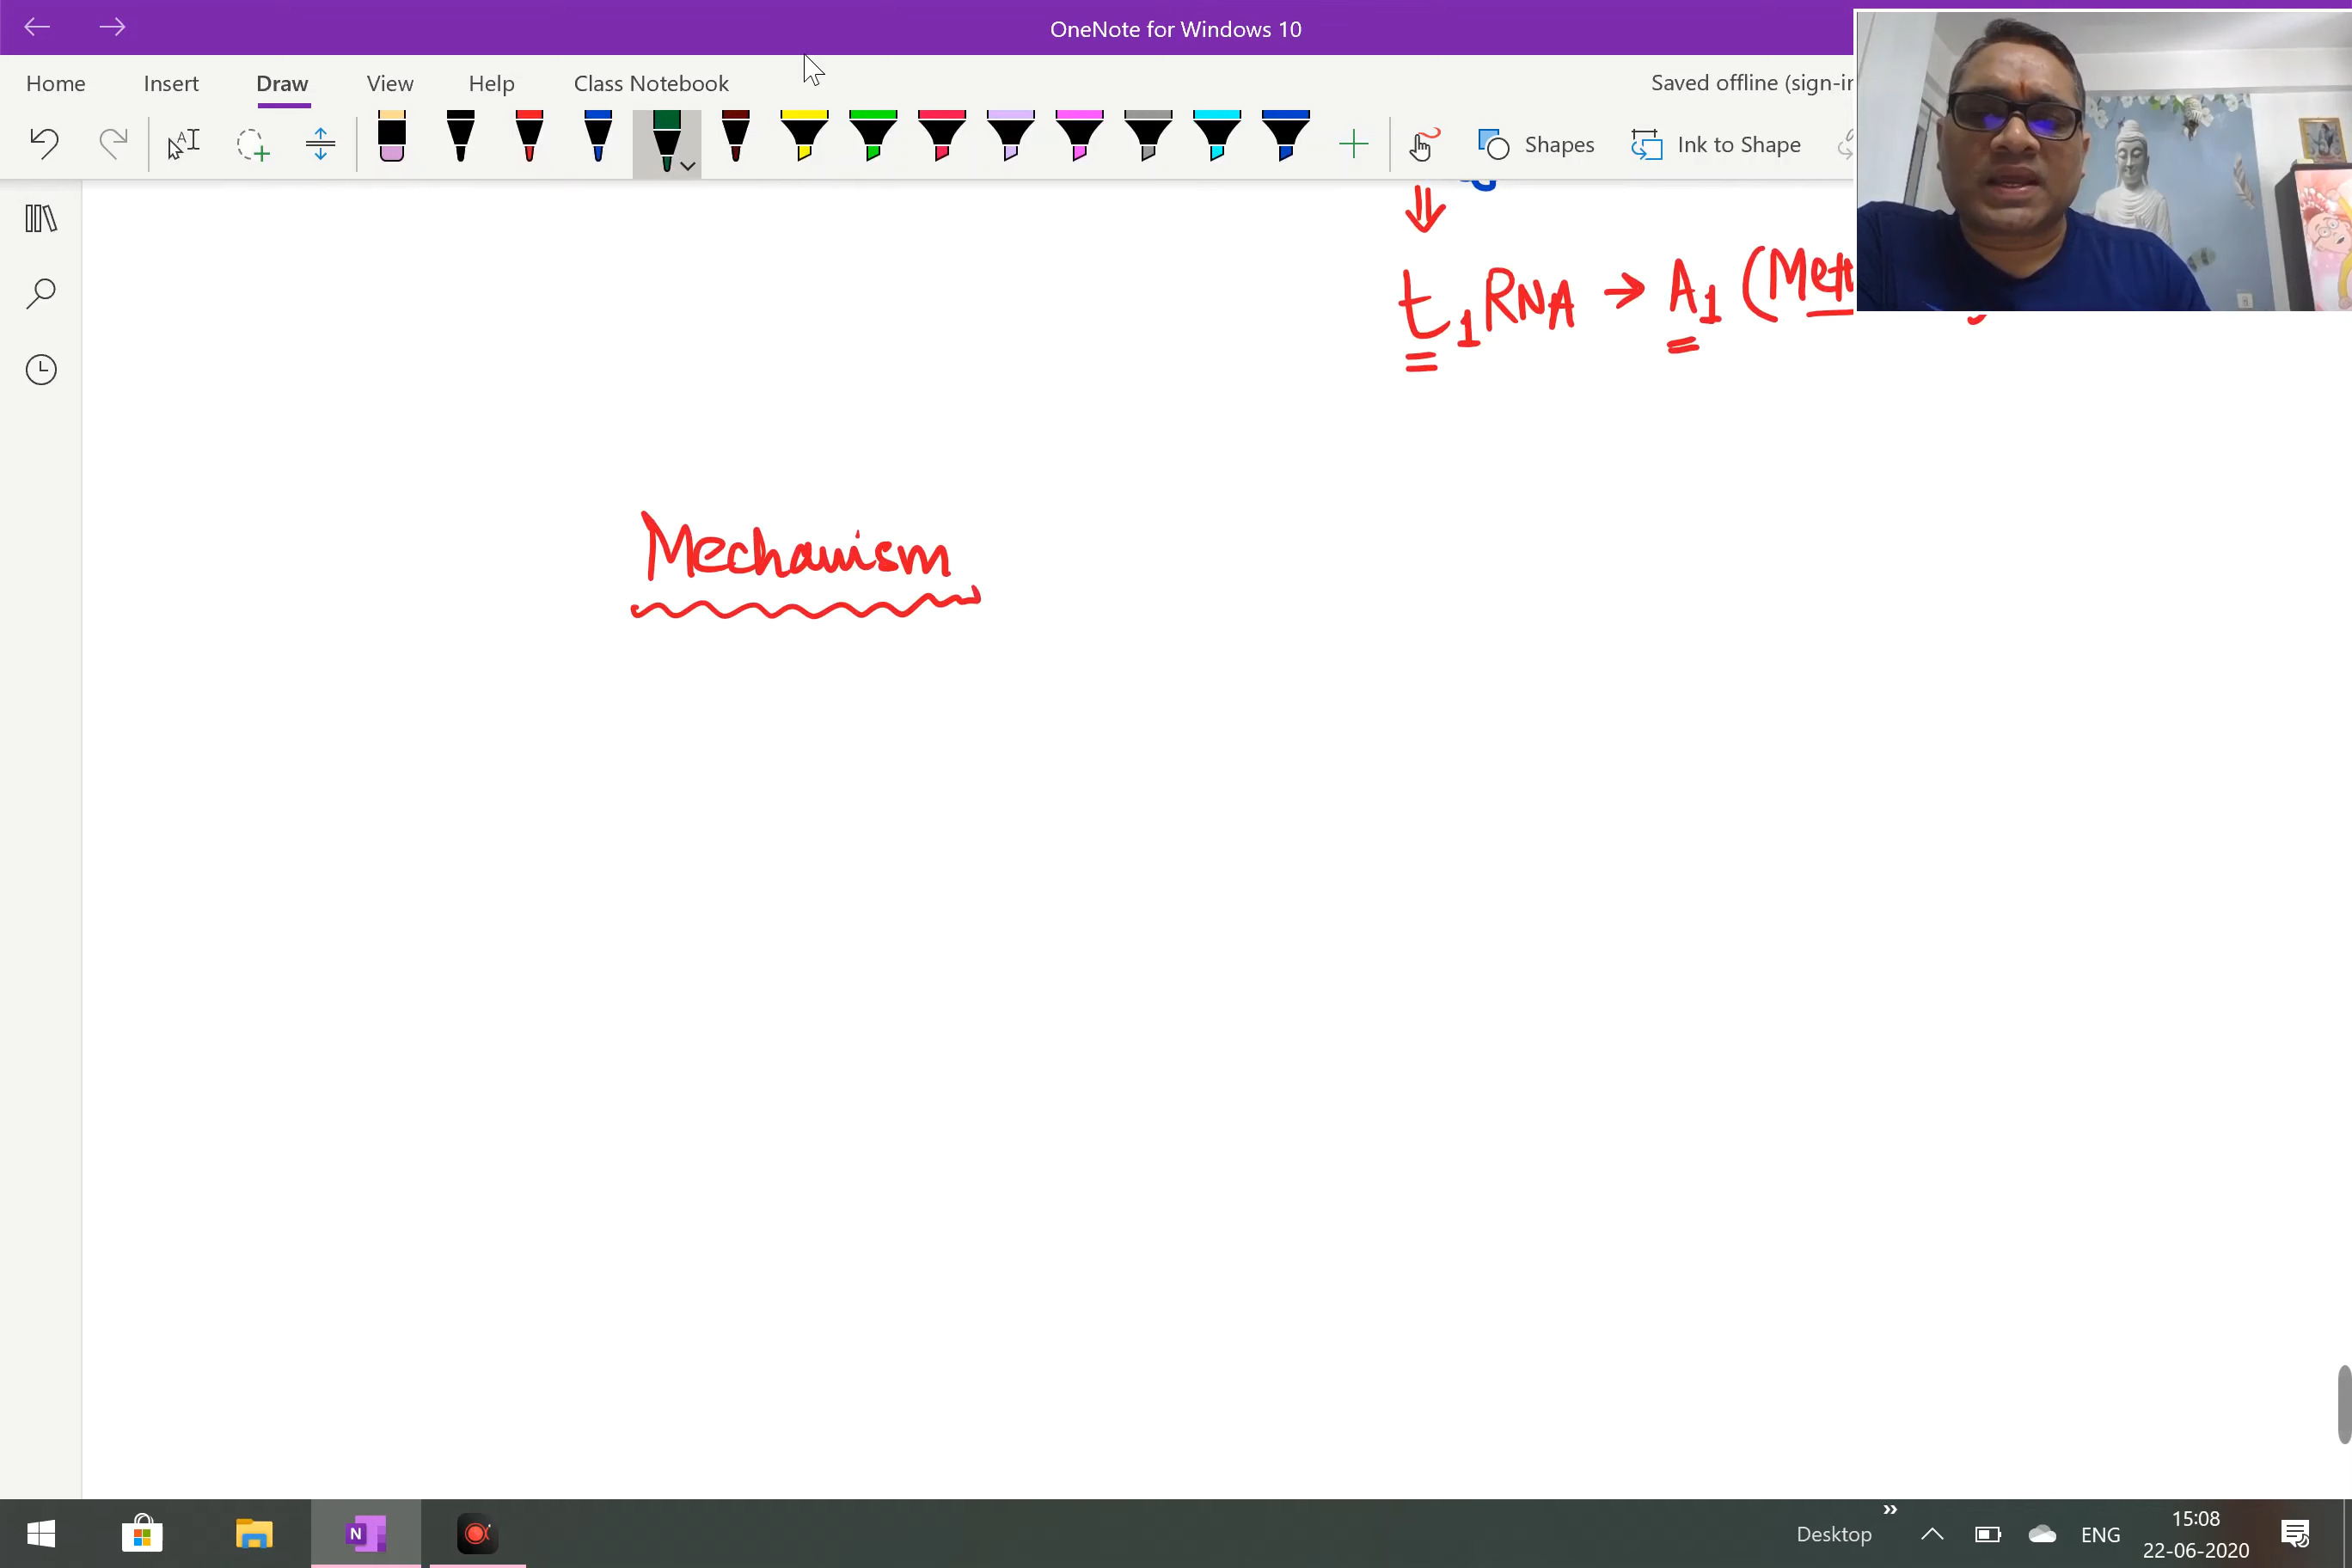 OneNote for Windows 10
Home Insert Draw View Help Class Notebook Saved offline (sign-in
Shapes Ink to Shape
t1RNA → A1 (Met
Mechanism
Desktop ENG 15:08
22-06-2020